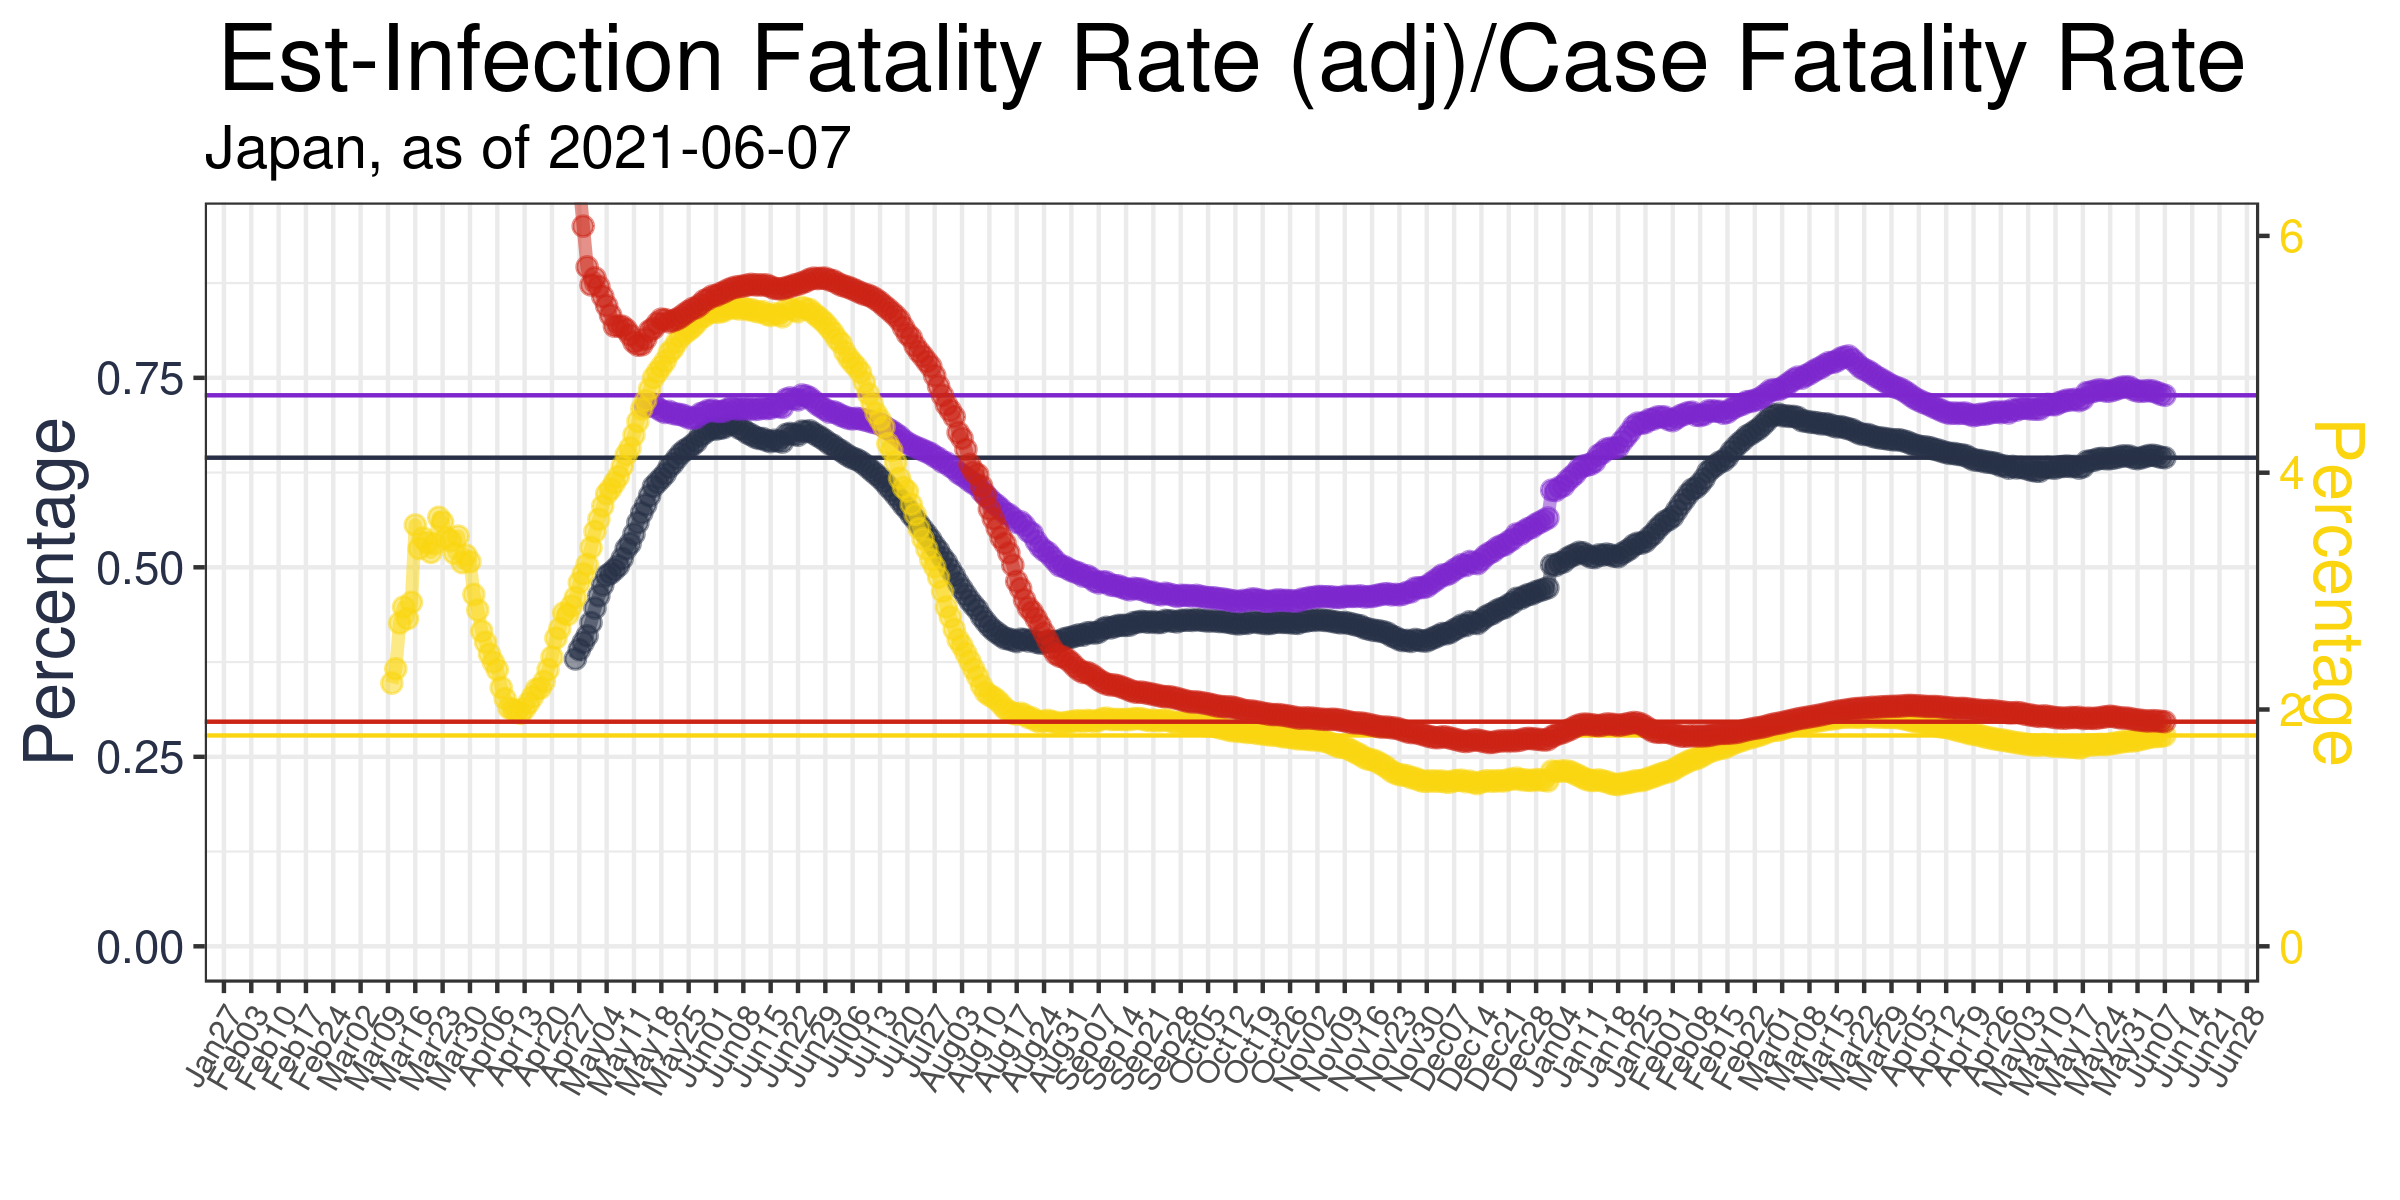 Est-Infection Fatality Rate (adj)/Case Fatality Rate
Japan, as of 2021-06-07
Percentage
0.75
0.50
0.25
0.00
6
4
2
0
Percentage
Jan27
Feb03
Feb10
Feb17
Feb24
Mar02
Mar09
Mar16
Mar23
Mar30
Apr06
Apr13
Apr20
Apr27
May04
May11
May18
May25
Jun01
Jun08
Jun15
Jun22
Jun29
Jul06
Jul13
Jul20
Jul27
Aug03
Aug10
Aug17
Aug24
Aug31
Sep07
Sep14
Sep21
Sep28
Oct05
Oct12
Oct19
Oct26
Nov02
Nov09
Nov16
Nov23
Nov30
Dec07
Dec14
Dec21
Dec28
Jan04
Jan11
Jan18
Jan25
Feb01
Feb08
Feb15
Feb22
Mar01
Mar08
Mar15
Mar22
Mar29
Apr05
Apr12
Apr19
Apr26
May03
May10
May17
May24
May31
Jun07
Jun14
Jun21
Jun28